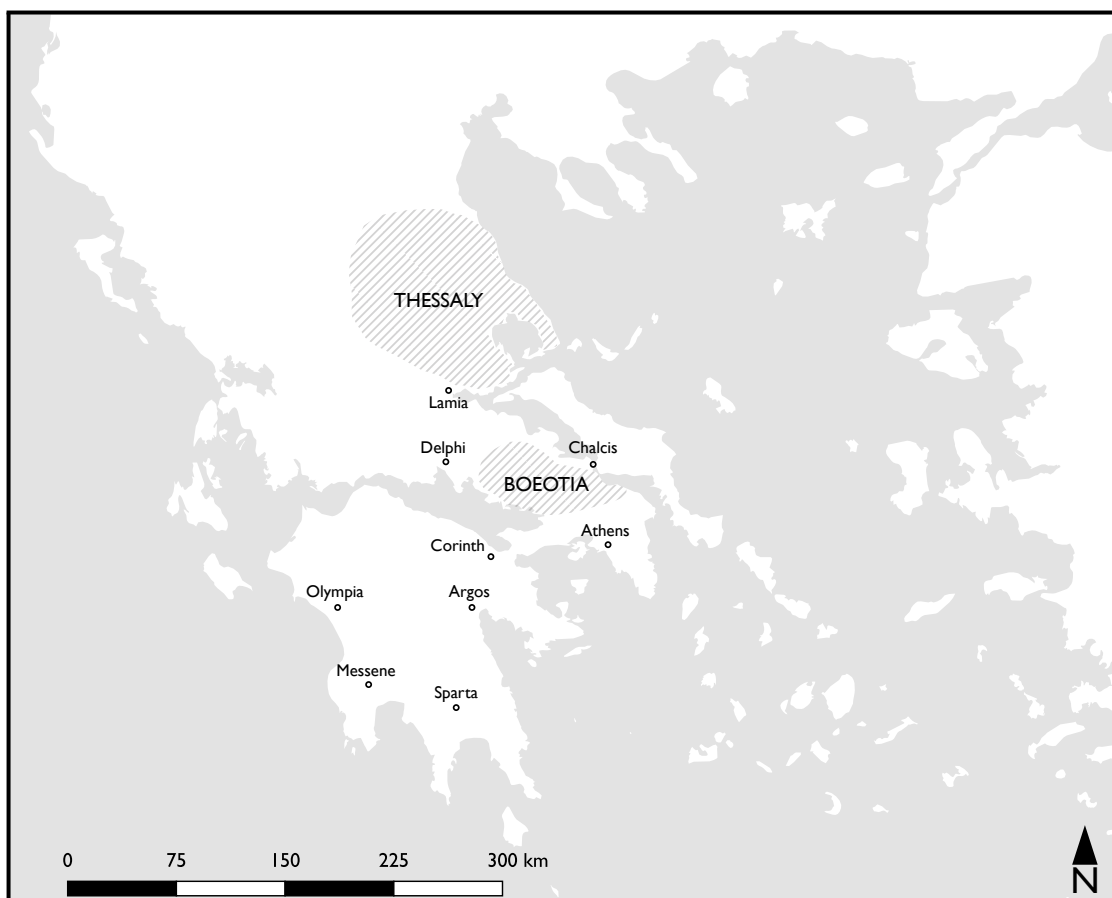 THESSALY
Lamia
Delphi
Chalcis
BOEOTIA
Athens
Corinth
Olympia
Argos
Messene
Sparta
0 75 150 225 300 km
N